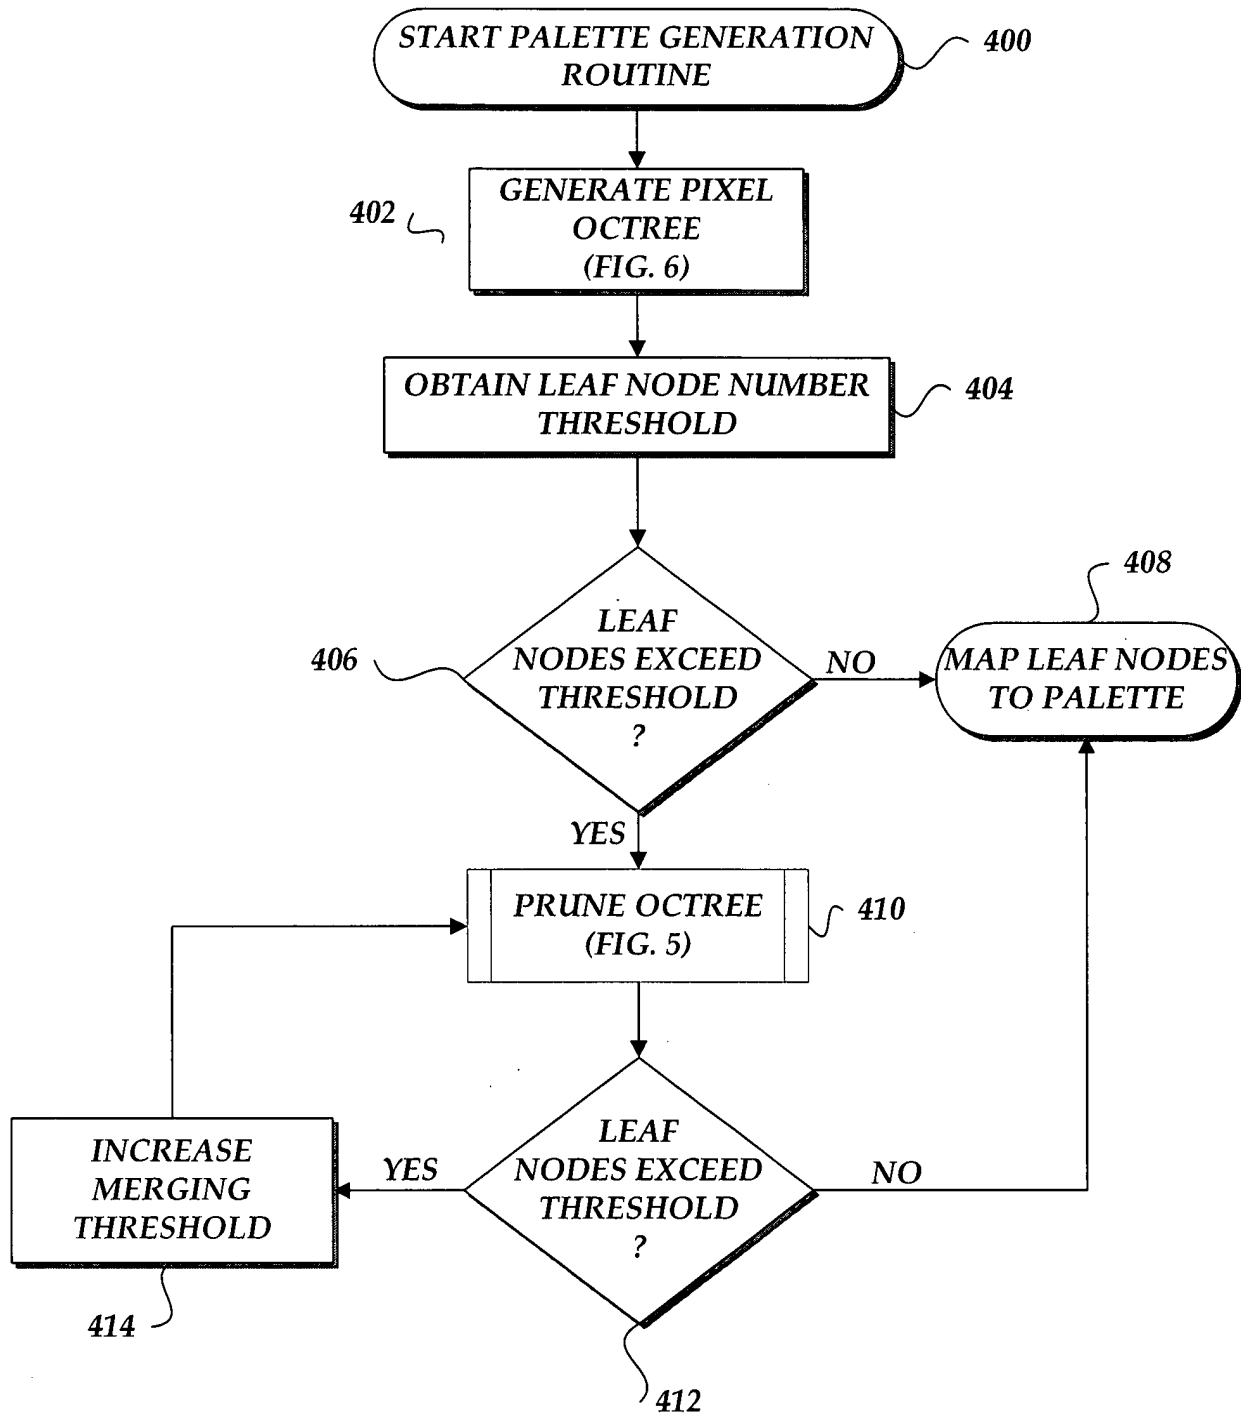 START PALETTE GENERATION
ROUTINE
400
GENERATE PIXEL
OCTREE
(FIG. 6)
402
OBTAIN LEAF NODE NUMBER
THRESHOLD
404
LEAF
NODES EXCEED
THRESHOLD
?
406
NO
408
MAP LEAF NODES
TO PALETTE
YES
PRUNE OCTREE
(FIG. 5)
410
LEAF
NODES EXCEED
THRESHOLD
?
YES
NO
INCREASE
MERGING
THRESHOLD
414
412